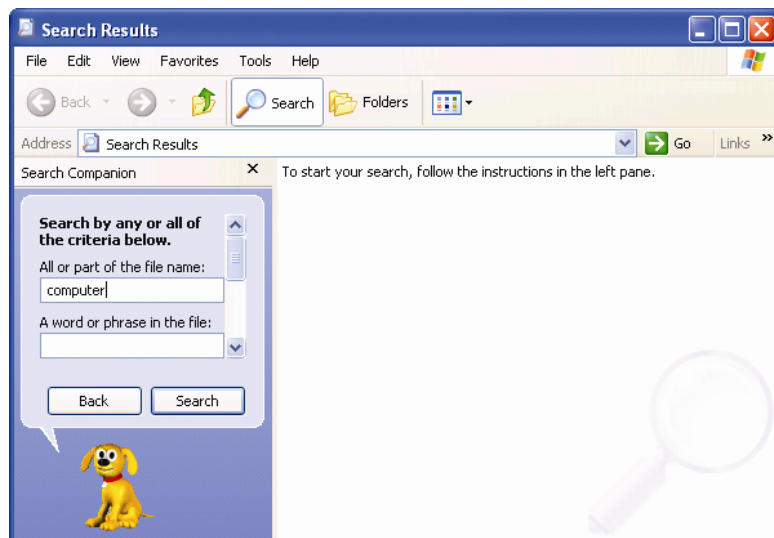 Search Results
File Edit View Favorites Tools Help
Back Search Folders
Address Search Results Go Links »
Search Companion
To start your search, follow the instructions in the left pane.
Search by any or all of
the criteria below.
All or part of the file name:
computer
A word or phrase in the file:
Back Search